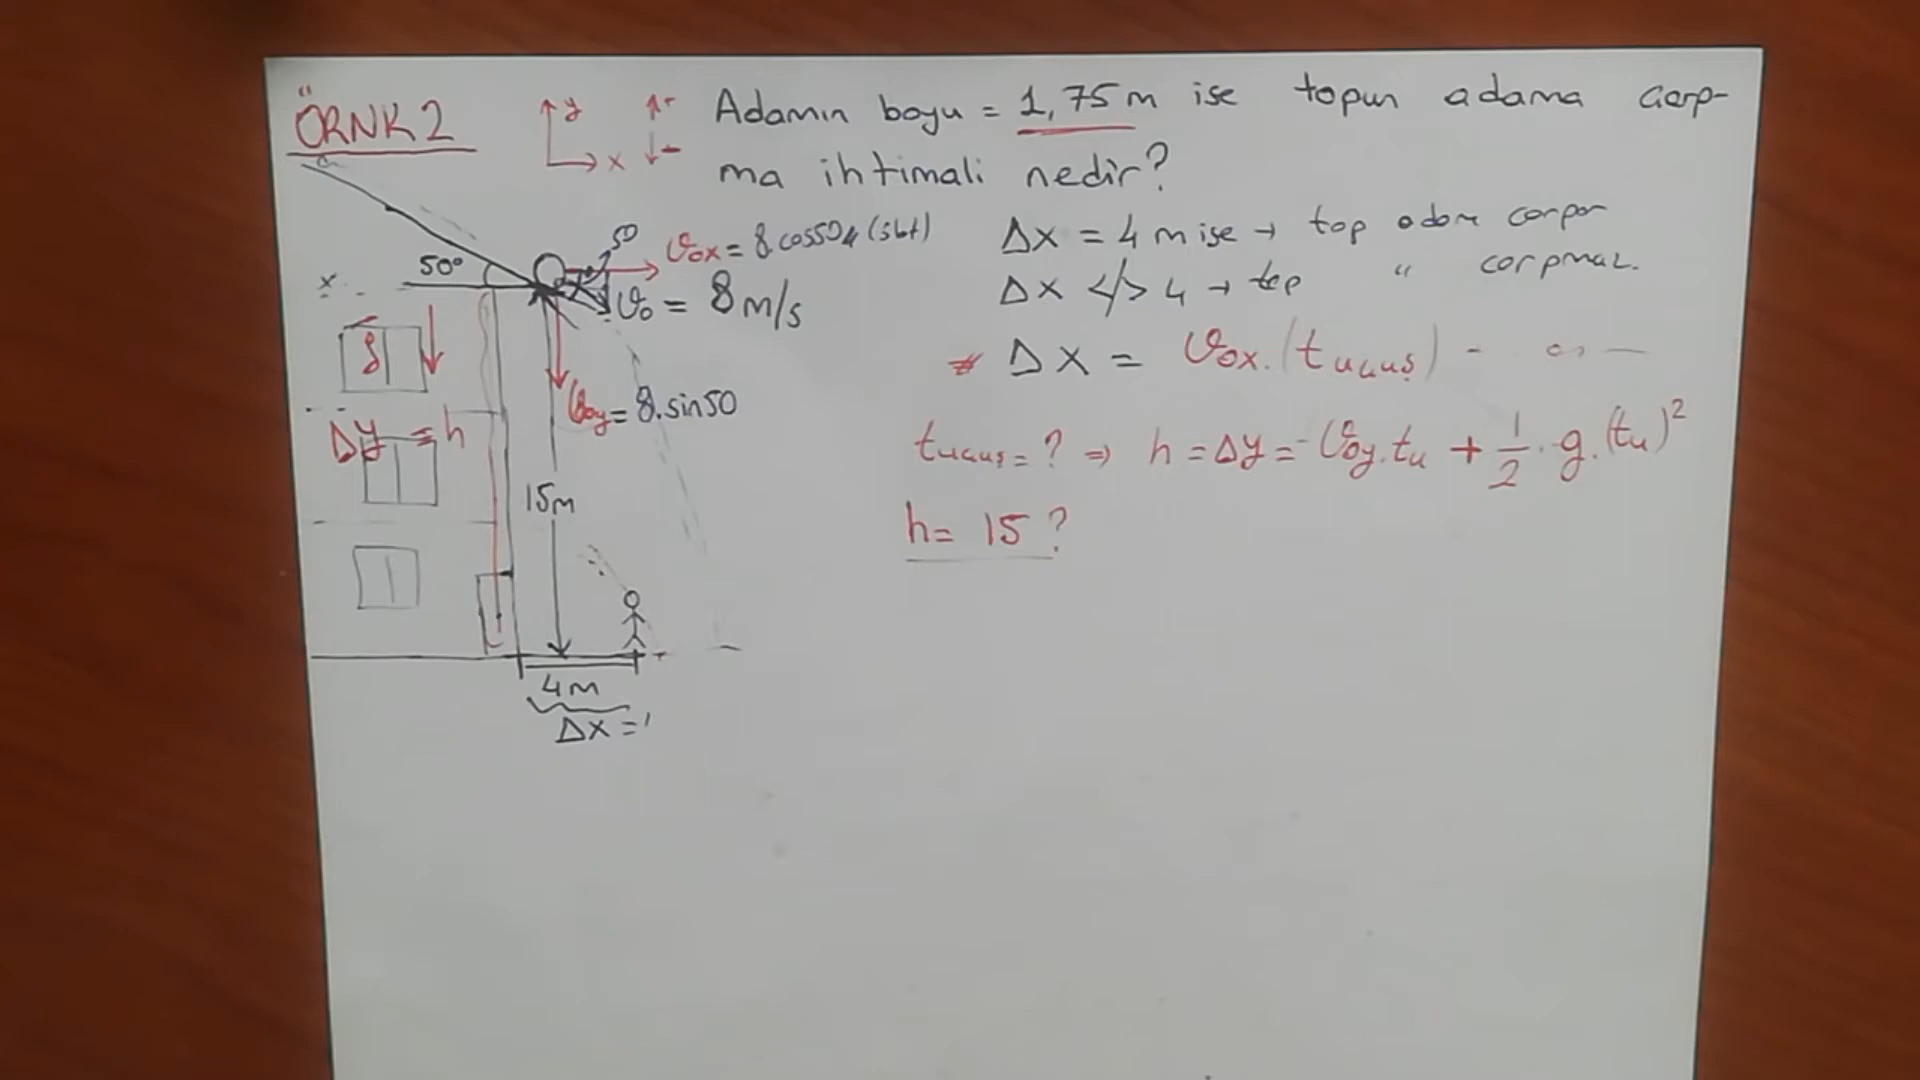 ÖRNK 2
y
x
+
-
Adamın boyu = 1,75 m ise topun adama çarp-
ma ihtimali nedir?
50°
50
V₀ₓ = 8 cos50 (sbt)
V₀ = 8 m/s
V₀y = 8.sin50
Δx = 4 m ise → top adam çarpar
Δx </> 4 → top " çarpmaz.
* Δx = V₀ₓ.(tuçuş)
tuçuş = ? ⇒ h = Δy = -V₀y.tu + 1/2 . g.(tu)²
h = 15 ?
g
Δy = h
15m
4m
Δx =